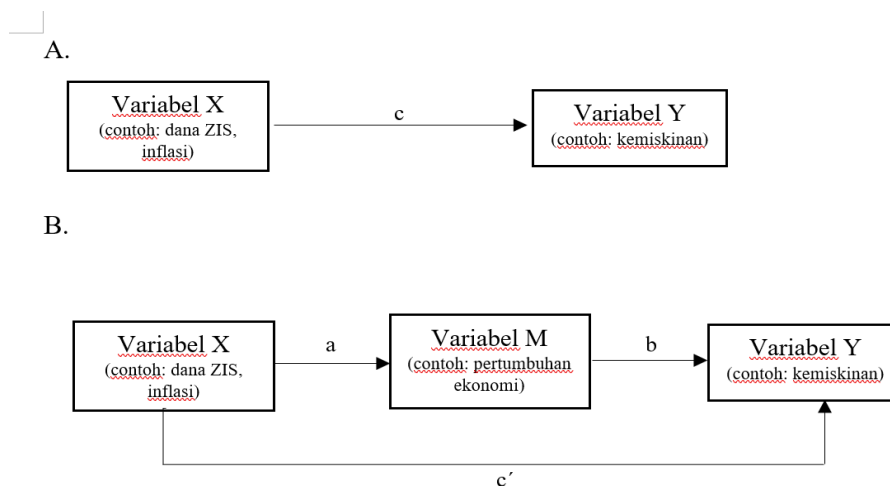 A.
Variabel X
(contoh: dana ZIS,
inflasi)
c
Variabel Y
(contoh: kemiskinan)
B.
Variabel X
(contoh: dana ZIS,
inflasi)
a
Variabel M
(contoh: pertumbuhan
ekonomi)
b
Variabel Y
(contoh: kemiskinan)
c´